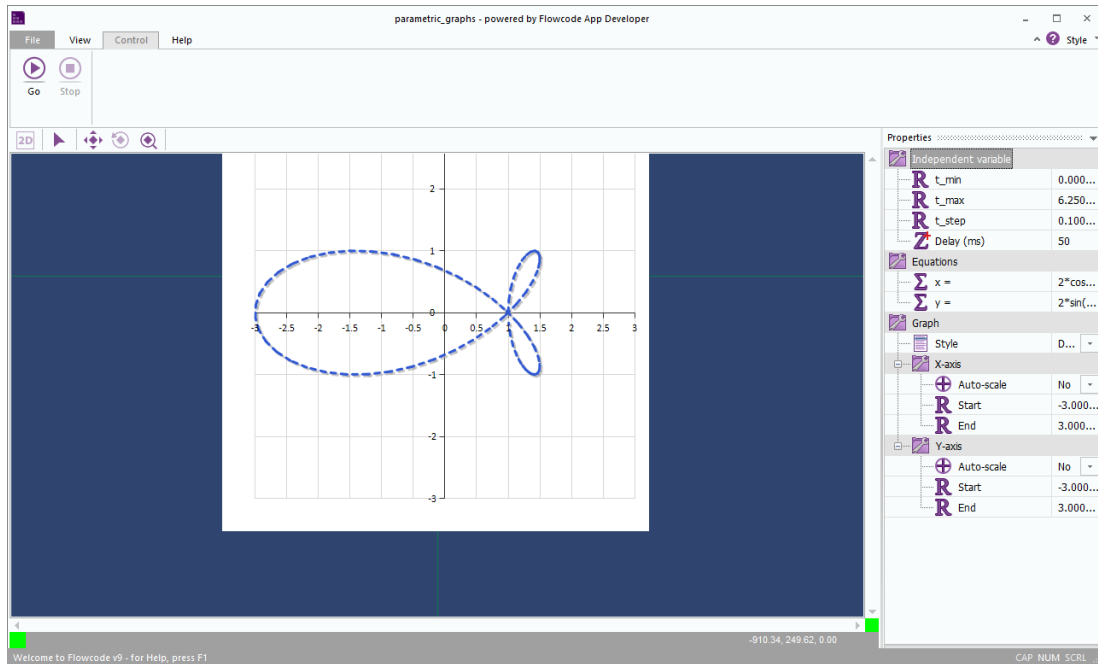 parametric_graphs - powered by Flowcode App Developer
File View Control Help
Style
Go Stop
2D
Properties
Independent variable
t_min 0.000...
t_max 6.250...
t_step 0.100...
Delay (ms) 50
Equations
x = 2*cos...
y = 2*sin(...
Graph
Style D...
X-axis
Auto-scale No
Start -3.000...
End 3.000...
Y-axis
Auto-scale No
Start -3.000...
End 3.000...
2
1
0
-3 -2.5 -2 -1.5 -1 -0.5 0 0.5 1 1.5 2 2.5 3
-1
-2
-3
-910.34, 249.62, 0.00
Welcome to Flowcode v9 - for Help, press F1
CAP NUM SCRL